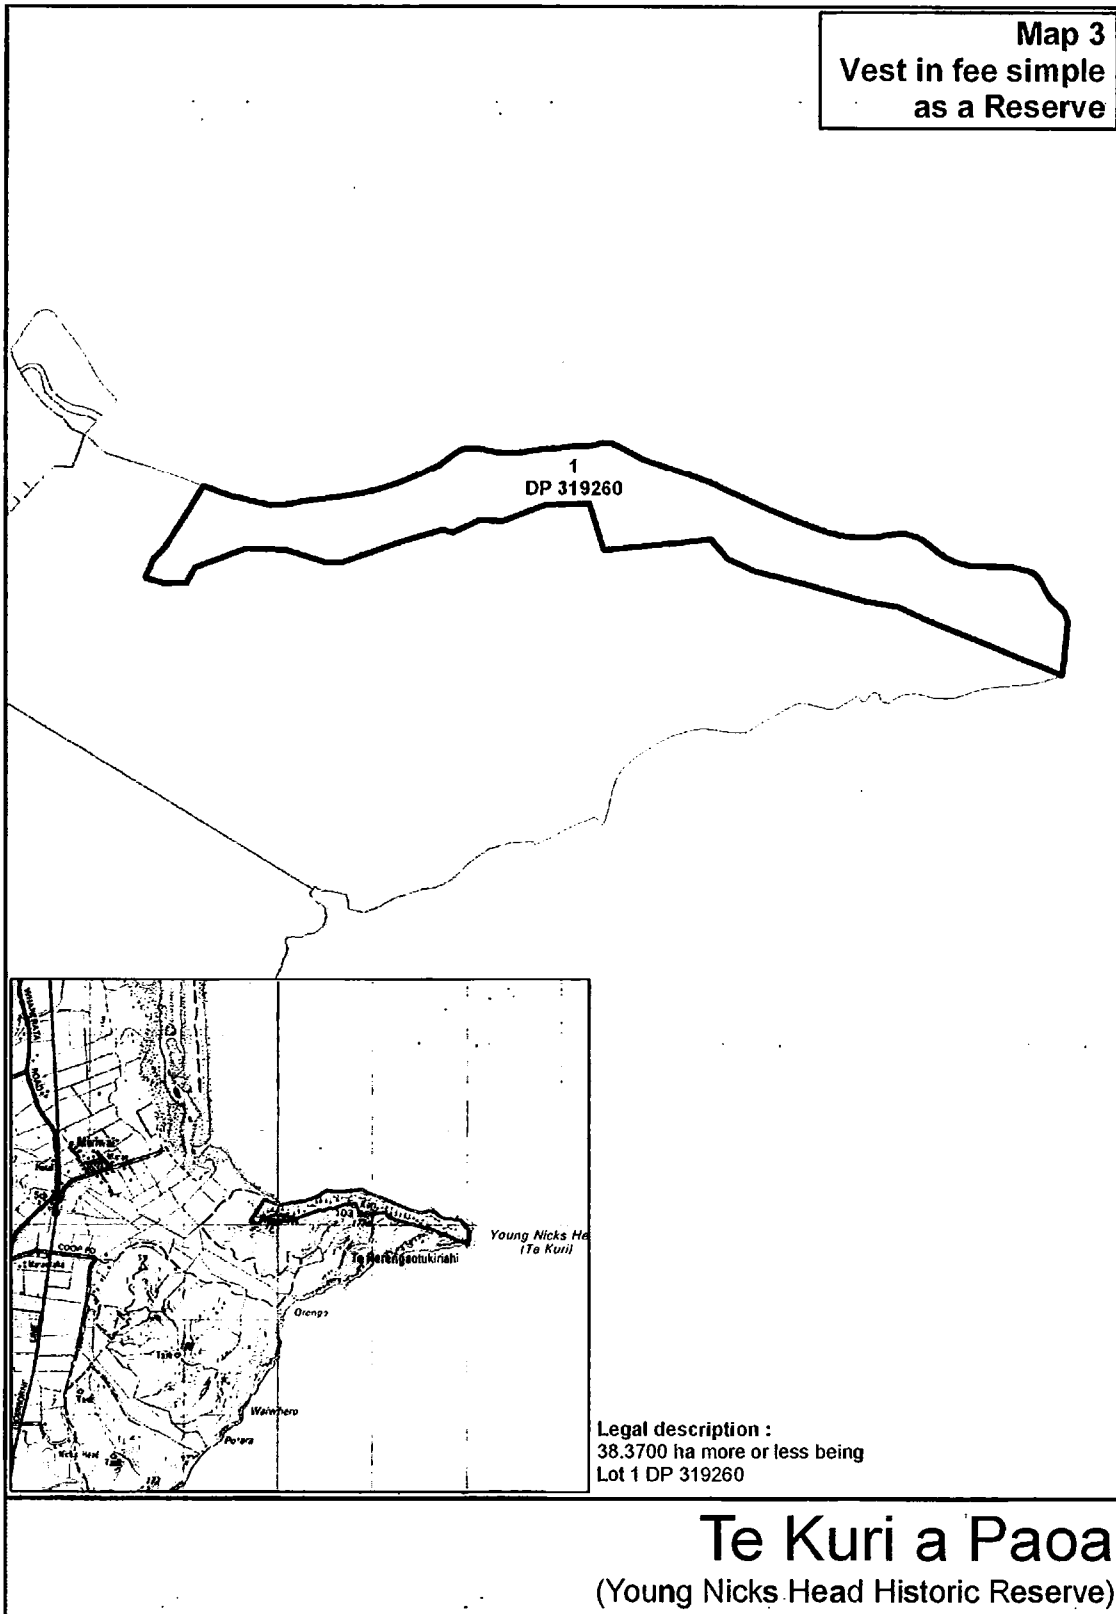 Map 3
Vest in fee simple
as a Reserve
1
DP 319260
ROAD
Young Nicks He
(Te Kuri)
Orongo
Waiwhero
Legal description :
38.3700 ha more or less being
Lot 1 DP 319260
Te Kuri a Paoa
(Young Nicks Head Historic Reserve)